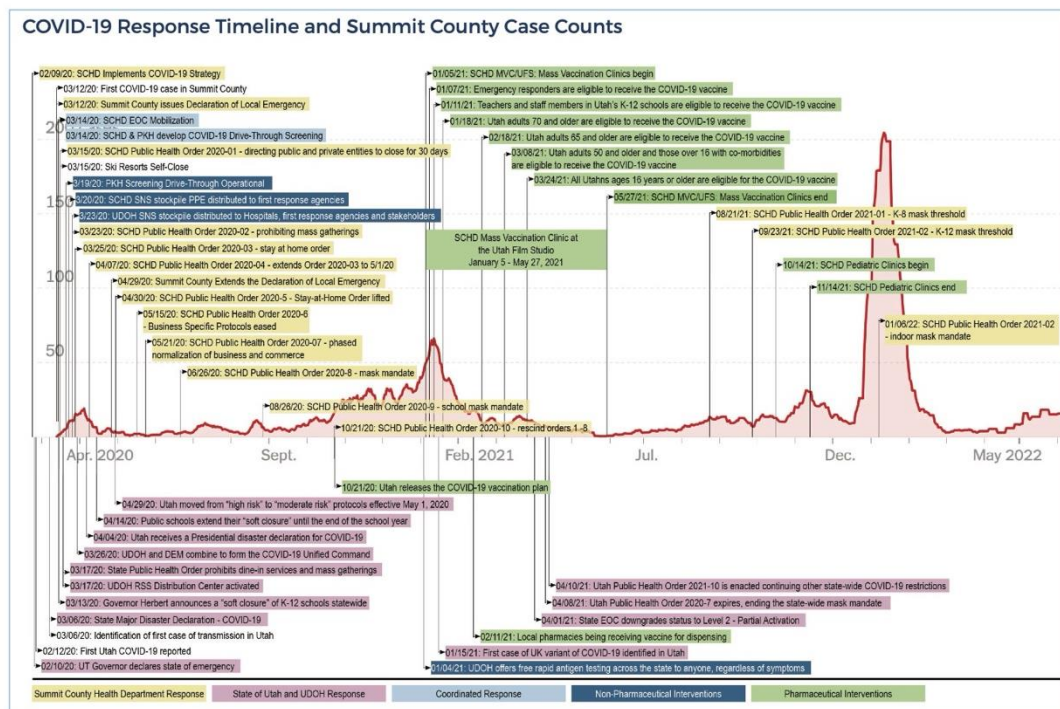 COVID-19 Response Timeline and Summit County Case Counts
02/09/20: SCHD Implements COVID-19 Strategy
03/12/20: First COVID-19 case in Summit County
03/12/20: Summit County issues Declaration of Local Emergency
03/14/20: SCHD EOC Mobilization
03/14/20: SCHD & PKH develop COVID-19 Drive-Through Screening
03/15/20: SCHD Public Health Order 2020-01 - directing public and private entities to close for 30 days
03/15/20: Ski Resorts Self-Close
3/19/20: PKH Screening Drive-Through Operational
3/20/20: SCHD SNS stockpile PPE distributed to first response agencies
3/23/20: UDOH SNS stockpile distributed to Hospitals, first response agencies and stakeholders
03/23/20: SCHD Public Health Order 2020-02 - prohibiting mass gatherings
03/25/20: SCHD Public Health Order 2020-03 - stay at home order
04/07/20: SCHD Public Health Order 2020-04 - extends Order 2020-03 to 5/1/20
04/29/20: Summit County Extends the Declaration of Local Emergency
04/30/20: SCHD Public Health Order 2020-5 - Stay-at-Home Order lifted
05/15/20: SCHD Public Health Order 2020-6
- Business Specific Protocols eased
05/21/20: SCHD Public Health Order 2020-07 - phased
normalization of business and commerce
06/26/20: SCHD Public Health Order 2020-8 - mask mandate
08/26/20: SCHD Public Health Order 2020-9 - school mask mandate
10/21/20: SCHD Public Health Order 2020-10 - rescind orders 1-8
01/05/21: SCHD MVC/UFS: Mass Vaccination Clinics begin
01/07/21: Emergency responders are eligible to receive the COVID-19 vaccine
01/11/21: Teachers and staff members in Utah's K-12 schools are eligible to receive the COVID-19 vaccine
01/18/21: Utah adults 70 and older are eligible to receive the COVID-19 vaccine
02/18/21: Utah adults 65 and older are eligible to receive the COVID-19 vaccine
03/08/21: Utah adults 50 and older and those over 16 with co-morbidities
are eligible to receive the COVID-19 vaccine
03/24/21: All Utahns ages 16 years or older are eligible for the COVID-19 vaccine
05/27/21: SCHD MVC/UFS: Mass Vaccination Clinics end
SCHD Mass Vaccination Clinic at
the Utah Film Studio
January 5 - May 27, 2021
08/21/21: SCHD Public Health Order 2021-01 - K-8 mask threshold
09/23/21: SCHD Public Health Order 2021-02 - K-12 mask threshold
10/14/21: SCHD Pediatric Clinics begin
11/14/21: SCHD Pediatric Clinics end
01/06/22: SCHD Public Health Order 2021-02
- indoor mask mandate
150
100
50
Apr. 2020
Sept.
Feb. 2021
Jul.
Dec.
May 2022
10/21/20: Utah releases the COVID-19 vaccination plan
04/29/20: Utah moved from "high risk" to "moderate risk" protocols effective May 1, 2020
04/14/20: Public schools extend their "soft closure" until the end of the school year
04/04/20: Utah receives a Presidential disaster declaration for COVID-19
03/26/20: UDOH and DEM combine to form the COVID-19 Unified Command
03/17/20: State Public Health Order prohibits dine-in services and mass gatherings
03/17/20: UDOH RSS Distribution Center activated
03/13/20: Governor Herbert announces a "soft closure" of K-12 schools statewide
03/06/20: State Major Disaster Declaration - COVID-19
03/06/20: Identification of first case of transmission in Utah
02/12/20: First Utah COVID-19 reported
02/10/20: UT Governor declares state of emergency
04/10/21: Utah Public Health Order 2021-10 is enacted continuing other state-wide COVID-19 restrictions
04/06/21: Utah Public Health Order 2020-7 expires, ending the state-wide mask mandate
04/01/21: State EOC downgrades status to Level 2 - Partial Activation
02/11/21: Local pharmacies being receiving vaccine for dispensing
01/15/21: First case of UK variant of COVID-19 identified in Utah
01/04/21: UDOH offers free rapid antigen testing across the state to anyone, regardless of symptoms
Summit County Health Department Response
State of Utah and UDOH Response
Coordinated Response
Non-Pharmaceutical Interventions
Pharmaceutical Interventions